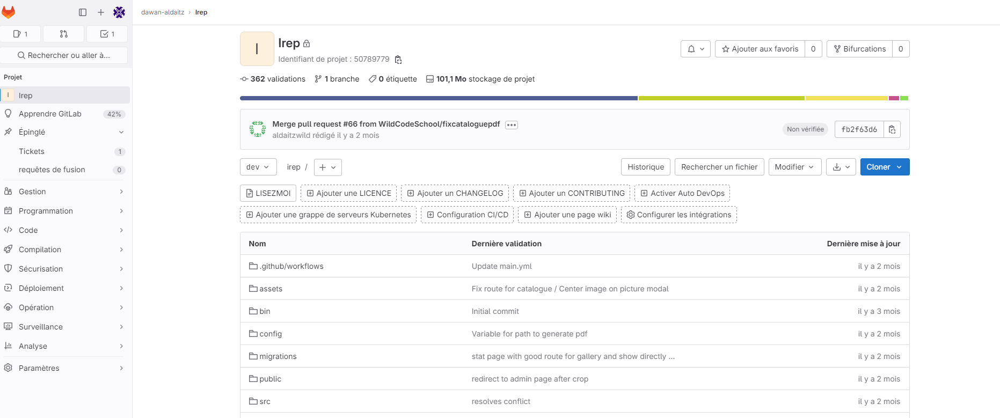 dawan-aldaitz › Irep
1
1
Rechercher ou aller à...
Projet
I Irep
Apprendre GitLab 42%
Épinglé
Tickets 1
requêtes de fusion 0
Gestion
Programmation
Code
Compilation
Sécurisation
Déploiement
Opération
Surveillance
Analyse
Paramètres
I
Irep
Identifiant de projet : 50789779
Ajouter aux favoris 0
Bifurcations 0
362 validations 1 branche 0 étiquette 101,1 Mo stockage de projet
Merge pull request #66 from WildCodeSchool/fixcataloguepdf
aldaitzwild rédigé il y a 2 mois
Non vérifiée fb2f63d6
dev irep / Historique Rechercher un fichier Modifier Cloner
LISEZMOI Ajouter une LICENCE Ajouter un CHANGELOG Ajouter un CONTRIBUTING Activer Auto DevOps
Ajouter une grappe de serveurs Kubernetes Configuration CI/CD Ajouter une page wiki Configurer les intégrations
Nom Dernière validation Dernière mise à jour
.github/workflows Update main.yml il y a 2 mois
assets Fix route for catalogue / Center image on picture modal il y a 2 mois
bin Initial commit il y a 3 mois
config Variable for path to generate pdf il y a 2 mois
migrations stat page with good route for gallery and show directly ... il y a 2 mois
public redirect to admin page after crop il y a 2 mois
src resolves conflict il y a 2 mois